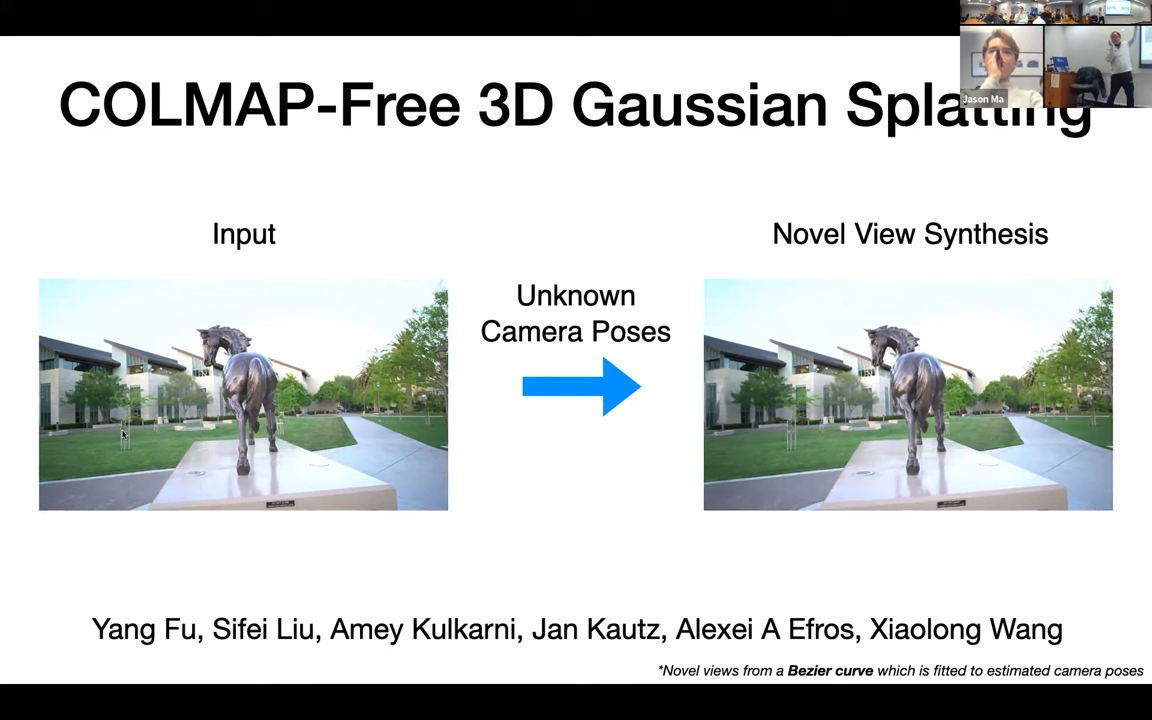 COLMAP-Free 3D Gaussian Splatting
Jason Ma
Input
Novel View Synthesis
Unknown
Camera Poses
Yang Fu, Sifei Liu, Amey Kulkarni, Jan Kautz, Alexei A Efros, Xiaolong Wang
*Novel views from a Bezier curve which is fitted to estimated camera poses